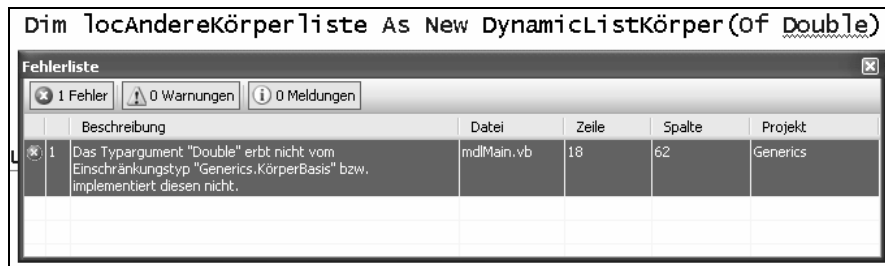 Dim locAndereKörperliste As New DynamicListKörper(Of Double)
Fehlerliste
1 Fehler 0 Warnungen 0 Meldungen
Beschreibung Datei Zeile Spalte Projekt
1 Das Typargument "Double" erbt nicht vom mdlMain.vb 18 62 Generics
Einschränkungstyp "Generics.KörperBasis" bzw.
implementiert diesen nicht.